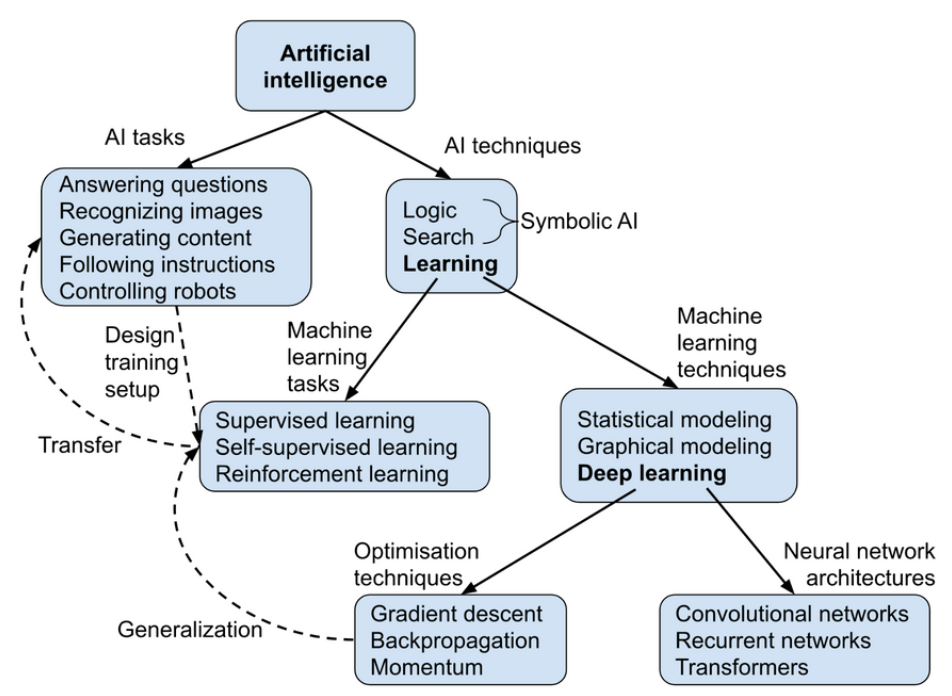 Artificial
intelligence
AI tasks
AI techniques
Answering questions
Recognizing images
Generating content
Following instructions
Controlling robots
Logic
Search
Learning
Symbolic AI
Design
training
setup
Machine
learning
tasks
Machine
learning
techniques
Transfer
Supervised learning
Self-supervised learning
Reinforcement learning
Statistical modeling
Graphical modeling
Deep learning
Optimisation
techniques
Neural network
architectures
Generalization
Gradient descent
Backpropagation
Momentum
Convolutional networks
Recurrent networks
Transformers